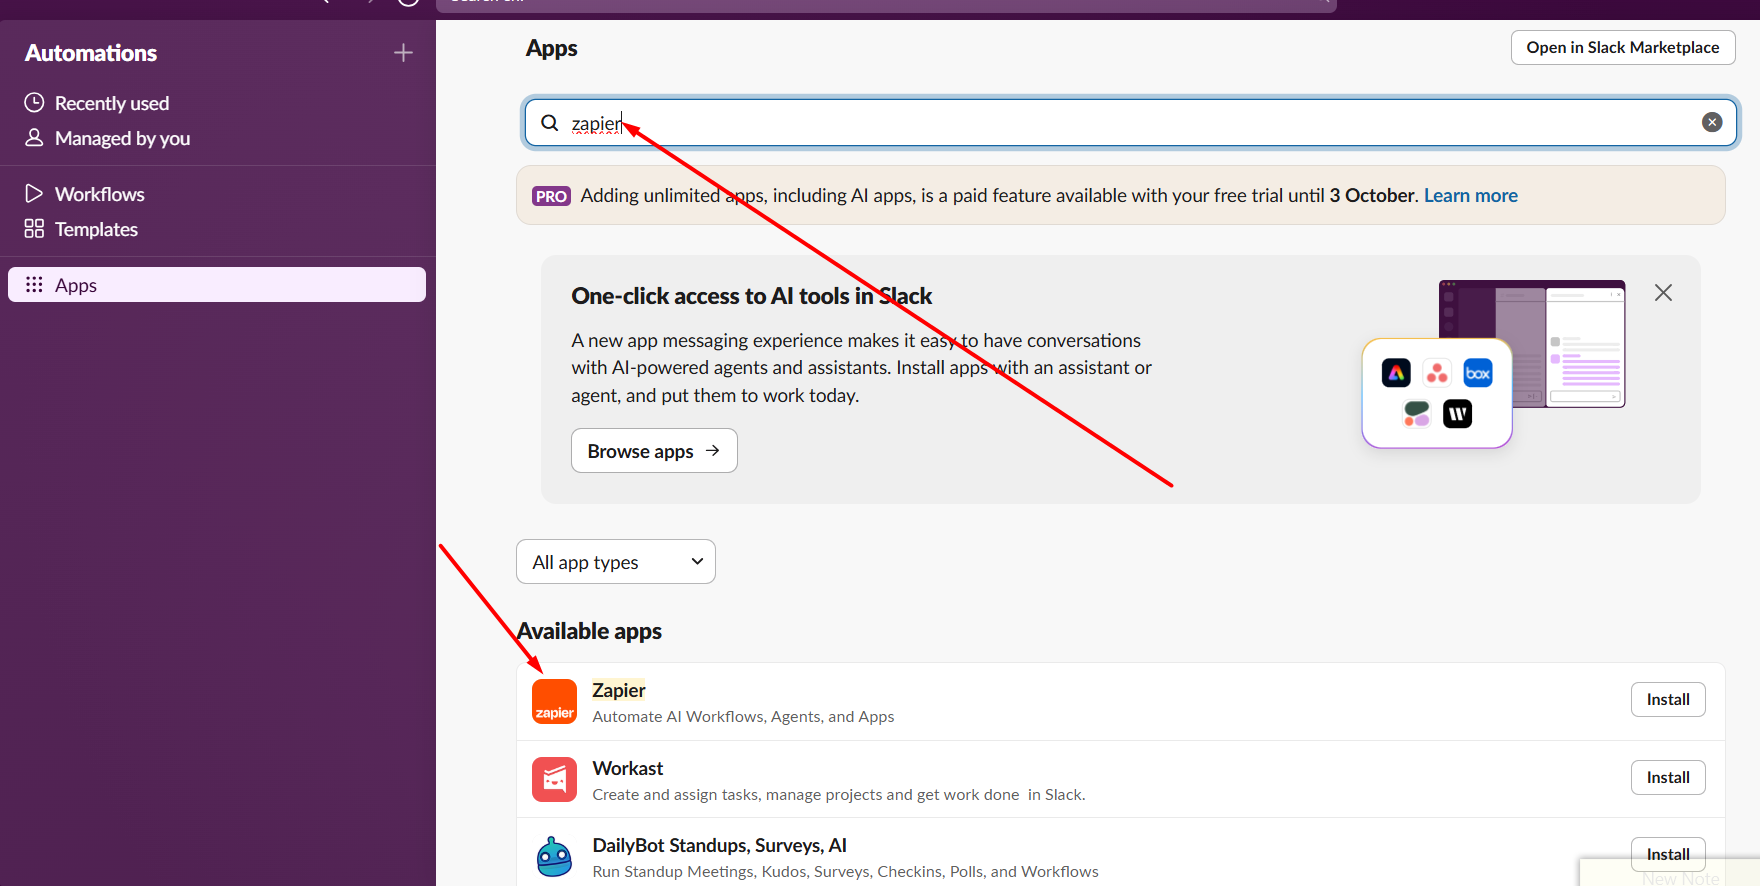 Automations
Apps
Open in Slack Marketplace
Recently used
Managed by you
zapier
Workflows
PRO Adding unlimited apps, including AI apps, is a paid feature available with your free trial until 3 October. Learn more
Templates
Apps
One-click access to AI tools in Slack
A new app messaging experience makes it easy to have conversations
with AI-powered agents and assistants. Install apps with an assistant or
agent, and put them to work today.
box
Browse apps
All app types
Available apps
zapier
Zapier
Automate AI Workflows, Agents, and Apps
Install
Workast
Create and assign tasks, manage projects and get work done in Slack.
Install
DailyBot Standups, Surveys, AI
Run Standup Meetings, Kudos, Surveys, Checkins, Polls, and Workflows
Install
New Note